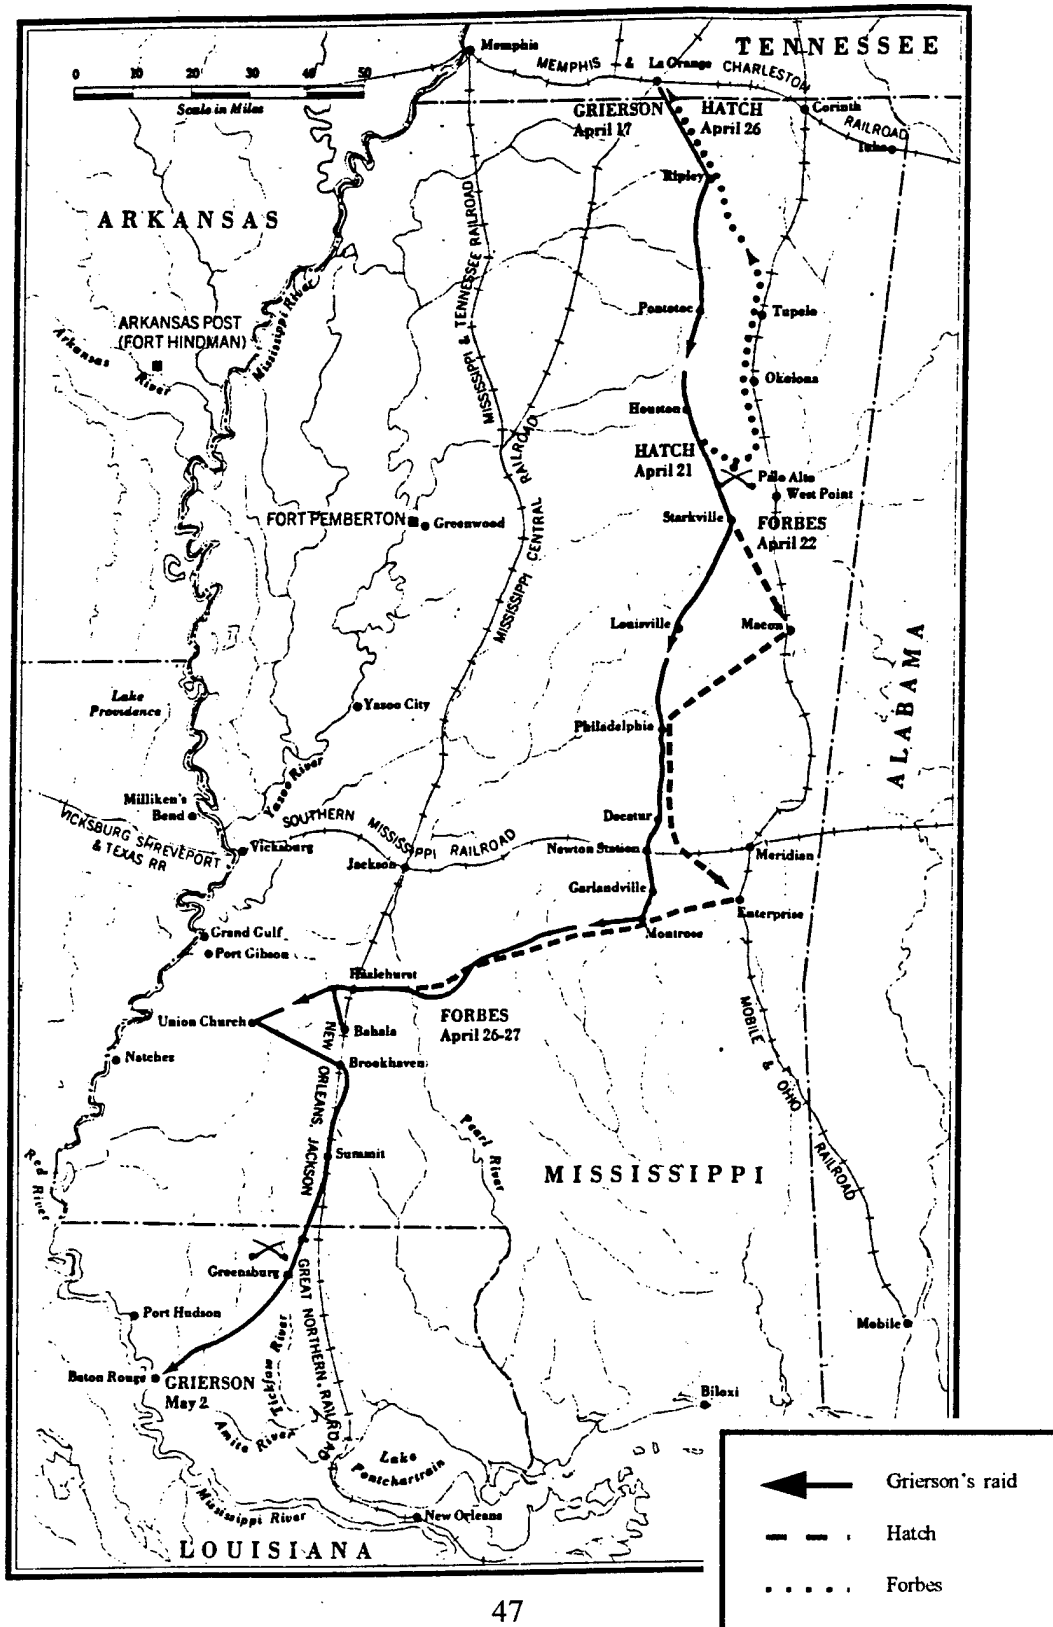 TENNESSEE
Memphis
MEMPHIS & CHARLESTON RAILROAD
La Grange
0 10 20 30 40 50
Scale in Miles
GRIERSON
April 17
HATCH
April 26
Corinth
Iuka
Ripley
ARKANSAS
MISSISSIPPI & TENNESSEE RAILROAD
Mississippi River
Pontotoc
Tupelo
ARKANSAS POST
(FORT HINDMAN)
Arkansas River
Okolona
Houston
HATCH
April 21
Palo Alto
West Point
FORT PEMBERTON
Greenwood
Starkville
FORBES
April 22
MISSISSIPPI CENTRAL RAILROAD
Louisville
Macon
ALABAMA
Lake
Providence
Yazoo City
Philadelphia
Yazoo River
Milliken's
Bend
VICKSBURG SHREVEPORT
& TEXAS RR
SOUTHERN MISSISSIPPI RAILROAD
Decatur
Vicksburg
Jackson
Newton Station
Meridian
Garlandville
Enterprise
Montrose
Grand Gulf
Port Gibson
Hazlehurst
Union Church
FORBES
April 26-27
Bahala
Natchez
Brookhaven
MOBILE & OHIO RAILROAD
NEW ORLEANS, JACKSON
GREAT NORTHERN RAILROAD
Pearl River
Summit
MISSISSIPPI
Red River
Greensburg
Port Hudson
Mobile
Baton Rouge
GRIERSON
May 2
Tickfaw River
Amite River
Biloxi
Lake
Pontchartrain
Mississippi River
New Orleans
LOUISIANA
Grierson's raid
Hatch
Forbes
47